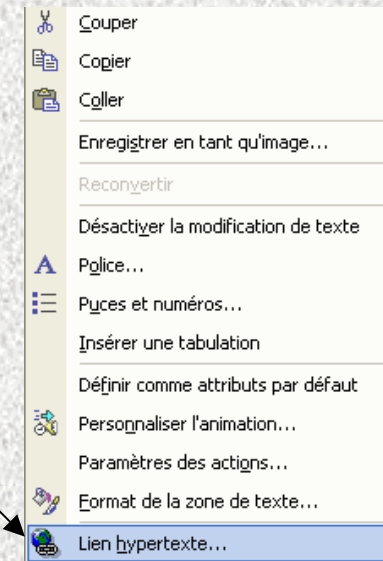 Couper
Copier
Coller
Enregistrer en tant qu'image...
Reconvertir
Désactiver la modification de texte
Police...
Puces et numéros...
Insérer une tabulation
Définir comme attributs par défaut
Personnaliser l'animation...
Paramètres des actions...
Format de la zone de texte...
Lien hypertexte...